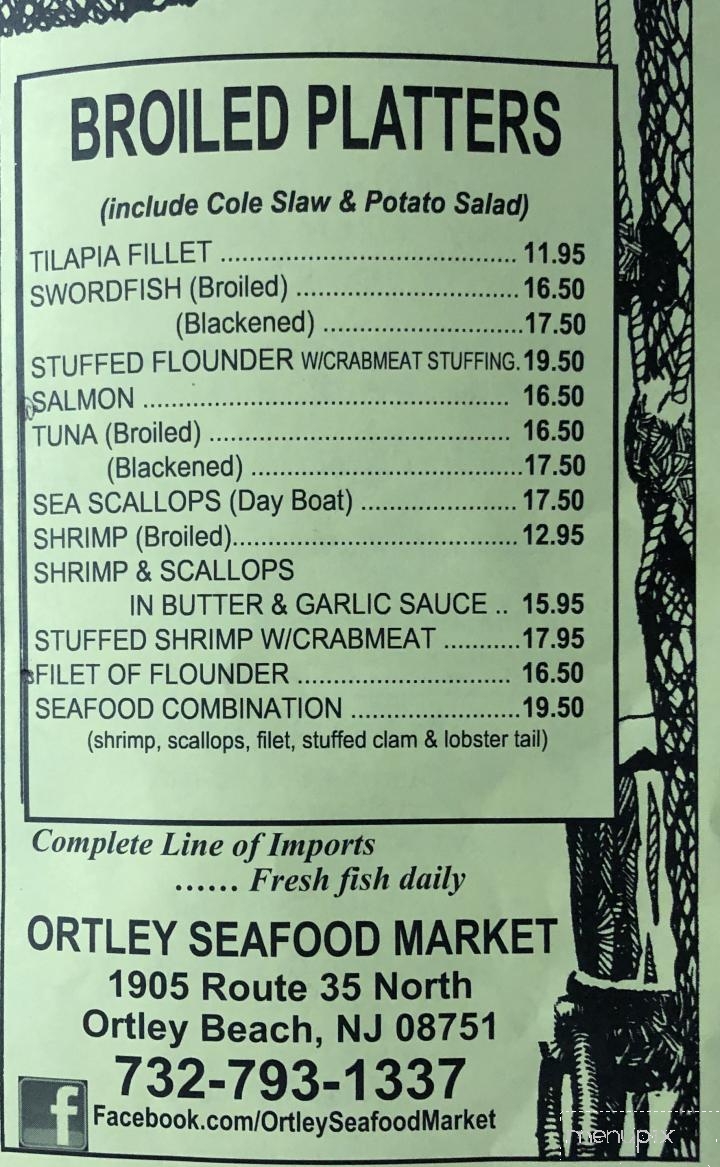 BROILED PLATTERS
(include Cole Slaw & Potato Salad)
TILAPIA FILLET ........................................ 11.95
SWORDFISH (Broiled) .............................. 16.50
(Blackened) ...........................17.50
STUFFED FLOUNDER W/CRABMEAT STUFFING.19.50
SALMON ................................................. 16.50
TUNA (Broiled) ........................................ 16.50
(Blackened) ....................................17.50
SEA SCALLOPS (Day Boat) ..................... 17.50
SHRIMP (Broiled)...................................... 12.95
SHRIMP & SCALLOPS
IN BUTTER & GARLIC SAUCE .. 15.95
STUFFED SHRIMP W/CRABMEAT ..........17.95
FILET OF FLOUNDER ............................. 16.50
SEAFOOD COMBINATION .......................19.50
(shrimp, scallops, filet, stuffed clam & lobster tail)
Complete Line of Imports
...... Fresh fish daily
ORTLEY SEAFOOD MARKET
1905 Route 35 North
Ortley Beach, NJ 08751
732-793-1337
f Facebook.com/OrtleySeafoodMarket
menupix